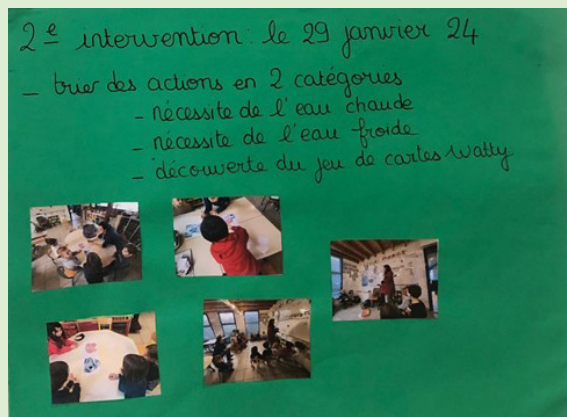 2e intervention: le 29 janvier 24
- trier des actions en 2 catégories
- nécessite de l'eau chaude
- nécessite de l'eau froide
- découverte du jeu de cartes watty